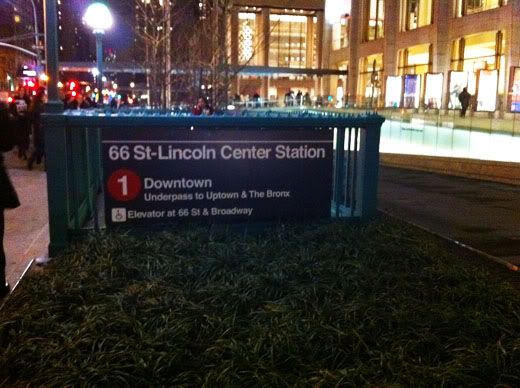 66 St-Lincoln Center Station
1 Downtown
Underpass to Uptown & The Bronx
Elevator at 66 St & Broadway